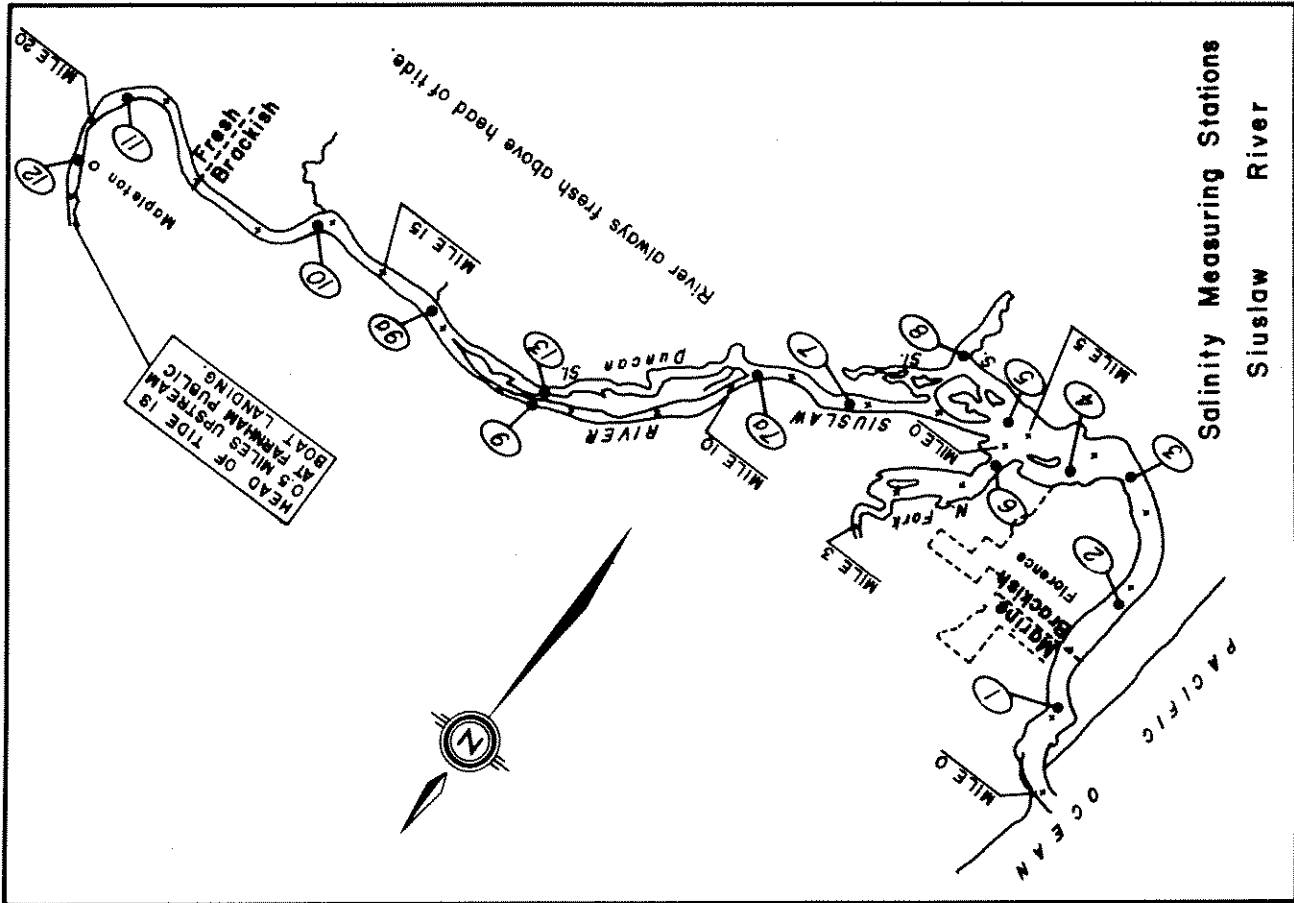 Salinity Measuring Stations
Siuslaw River
River always fresh above head of tide.
HEAD OF TIDE IS
0.5 MILES UPSTREAM
AT FARNHAM PUBLIC
BOAT LANDING.
MILE 20
12
11
Mapleton
Fresh
Brackish
10
MILE 15
9a
13
9
Duncan Sl.
RIVER
MILE 10
7a
7
SIUSLAW
8
Sl.
S.
5
MILE 5
4
3
MILE 0
6
N. Fork
MILE 3
Florence
2
Marine
Brackish
1
MILE 0
PACIFIC
OCEAN
N